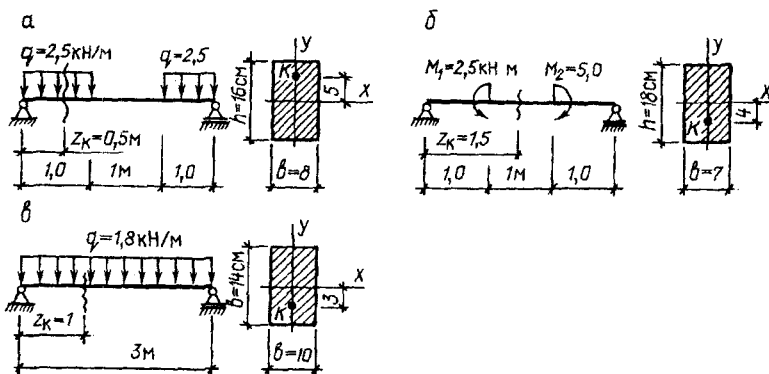 а
q=2,5кН/м
q=2,5
zк=0,5м
1,0
1м
1,0
h=16см
y
к
5
x
в=8
б
M₁=2,5кН м
M₂=5,0
zк=1,5
1,0
1м
1,0
h=18см
y
x
к
4
в=7
в
q=1,8кН/м
zк=1
3м
h=14см
y
x
к
3
в=10